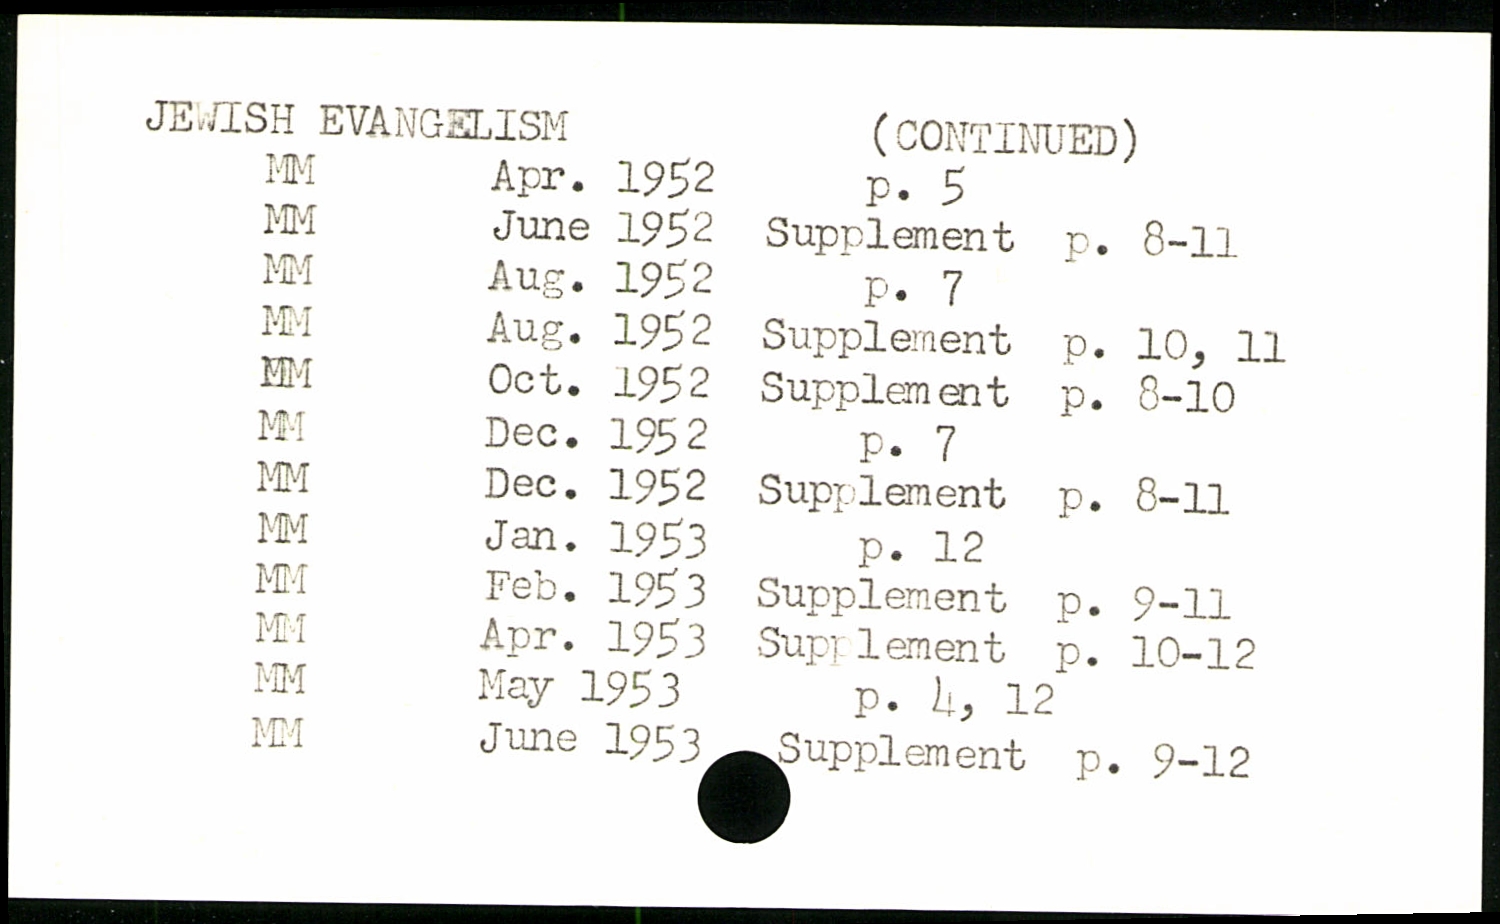 JEWISH EVANGELISM (CONTINUED)
MM Apr. 1952 p. 5
MM June 1952 Supplement p. 8-11
MM Aug. 1952 p. 7
MM Aug. 1952 Supplement p. 10, 11
MM Oct. 1952 Supplement p. 8-10
MM Dec. 1952 p. 7
MM Dec. 1952 Supplement p. 8-11
MM Jan. 1953 p. 12
MM Feb. 1953 Supplement p. 9-11
MM Apr. 1953 Supplement p. 10-12
MM May 1953 p. 4, 12
MM June 1953 Supplement p. 9-12